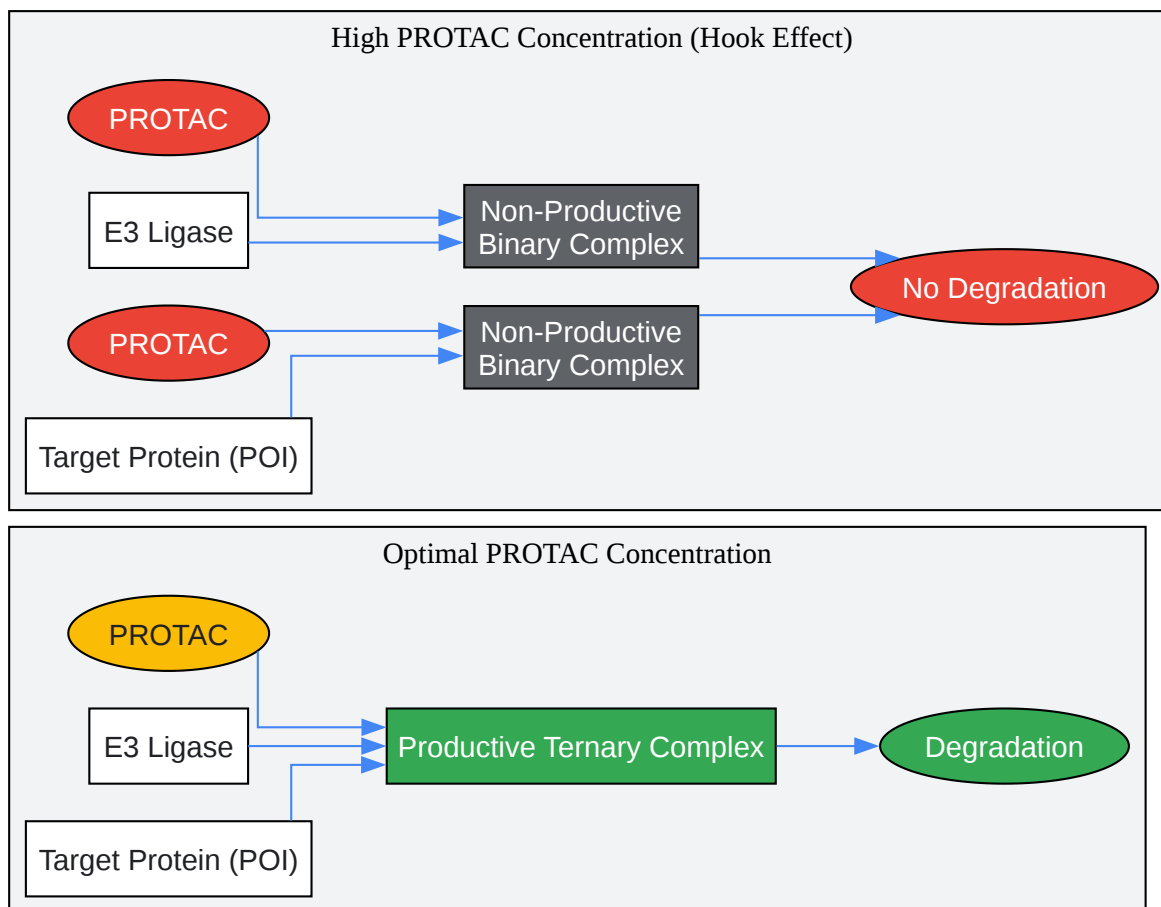 High PROTAC Concentration (Hook Effect)
PROTAC
E3 Ligase
Non-Productive
Binary Complex
No Degradation
PROTAC
Non-Productive
Binary Complex
Target Protein (POI)
Optimal PROTAC Concentration
PROTAC
E3 Ligase
Productive Ternary Complex
Degradation
Target Protein (POI)